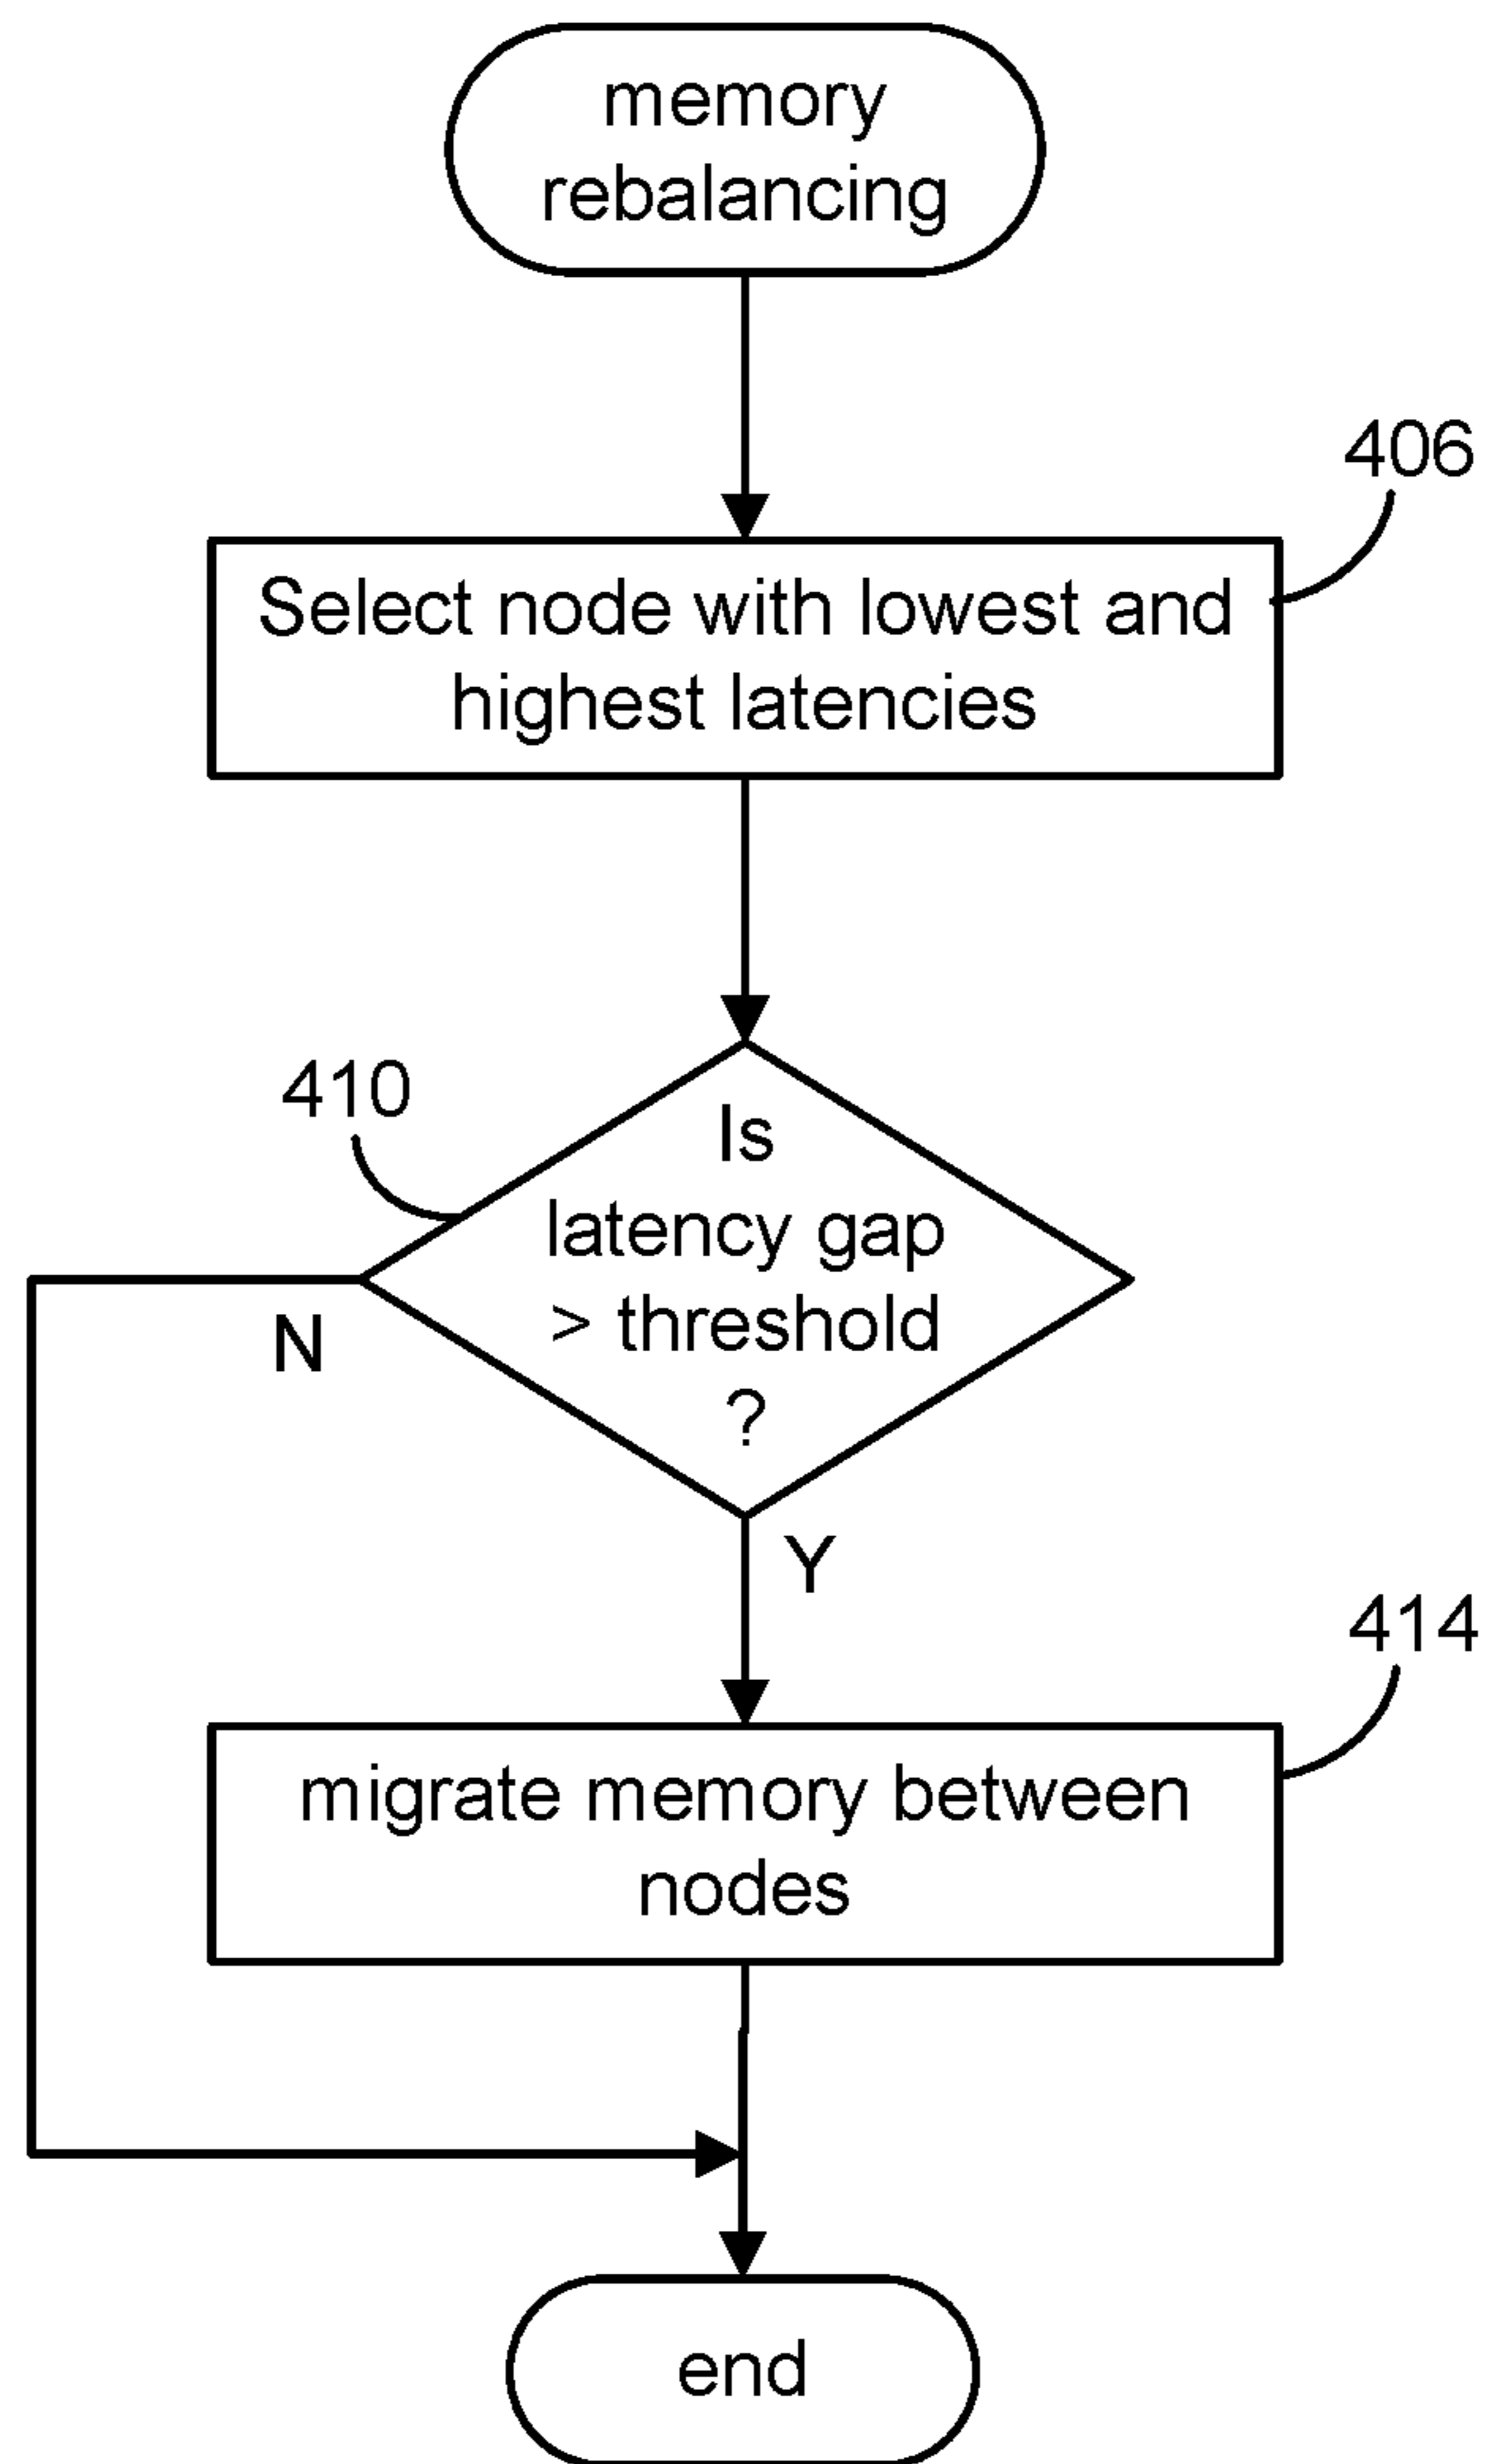 memory
rebalancing
406
Select node with lowest and
highest latencies
410
Is
latency gap
> threshold
?
N
Y
414
migrate memory between
nodes
end